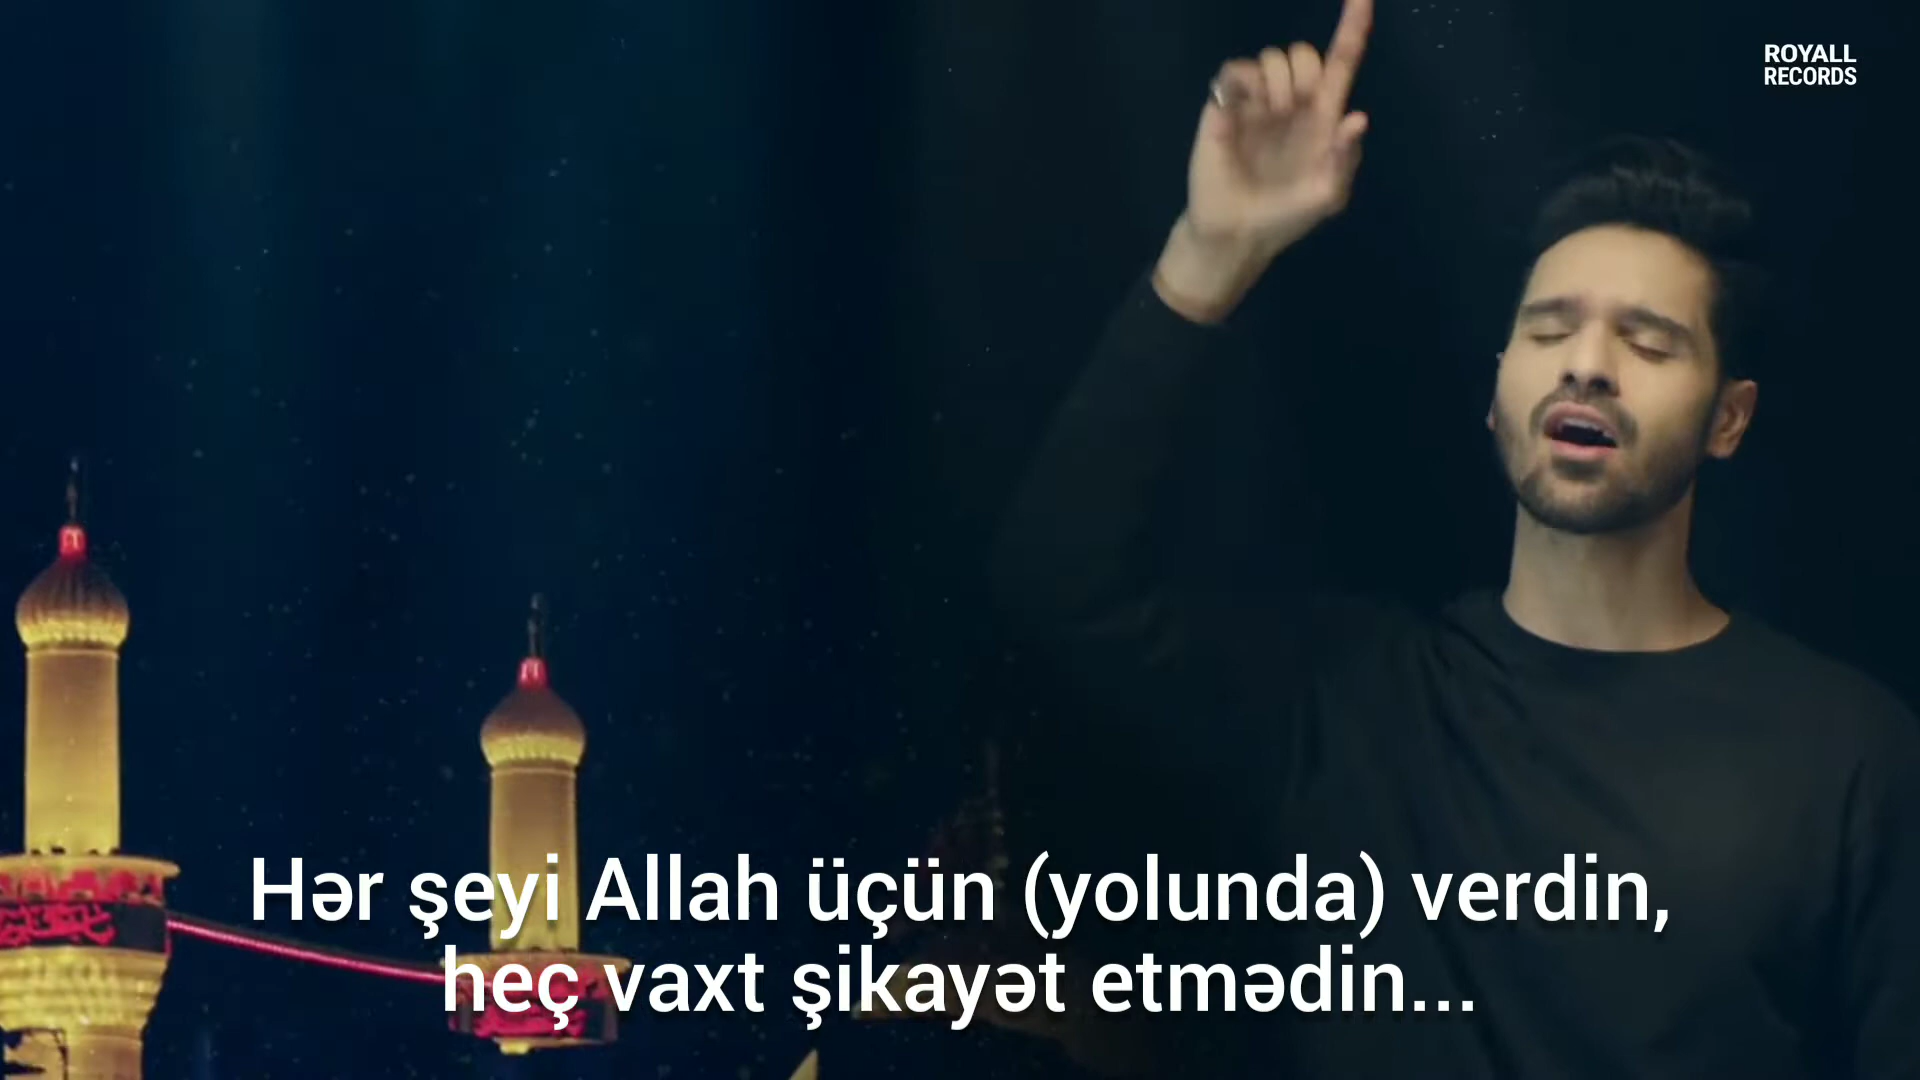 ROYALL
RECORDS
Hər şeyi Allah üçün (yolunda) verdin,
heç vaxt şikayət etmədin...